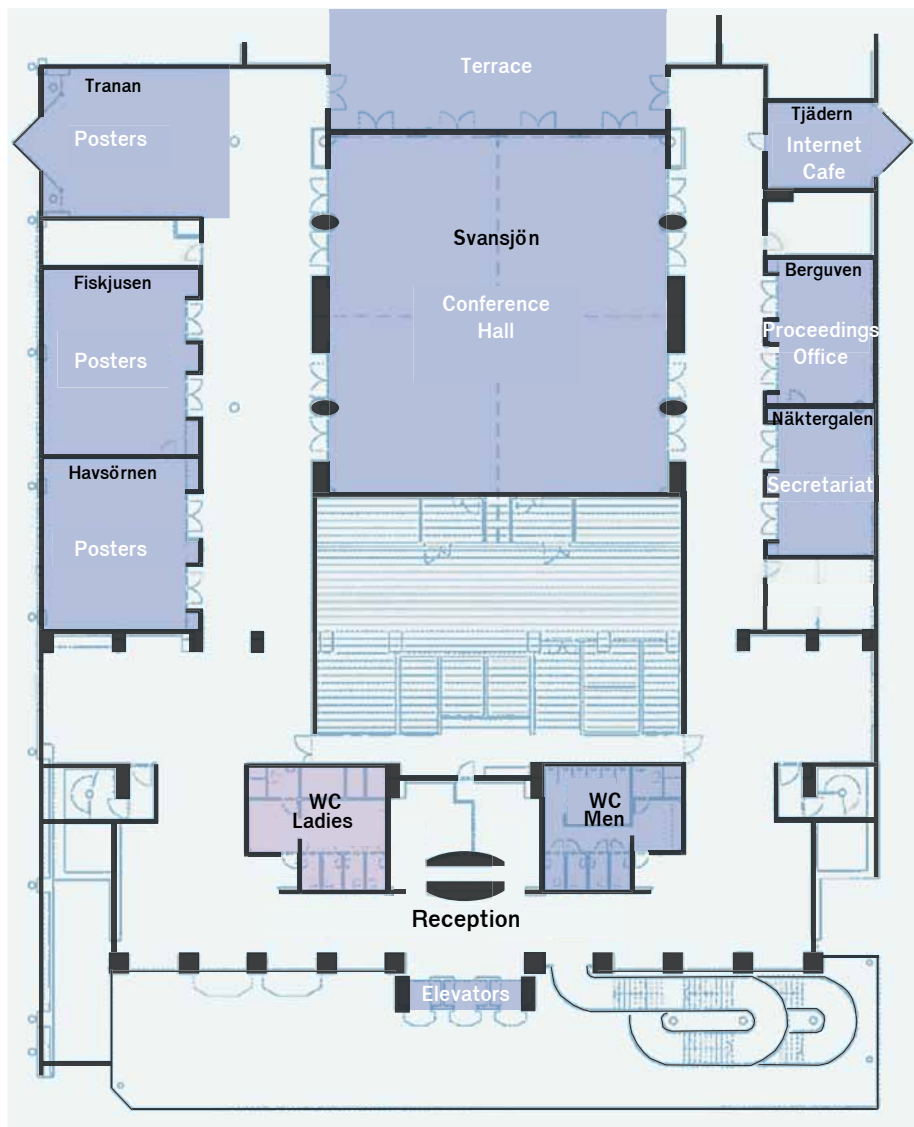 Terrace
Tranan
Posters
Tjädern
Internet
Cafe
Svansjön
Conference
Hall
Fiskjusen
Posters
Berguven
Proceedings
Office
Havsörnen
Posters
Näktergalen
Secretariat
WC
Ladies
WC
Men
Reception
Elevators